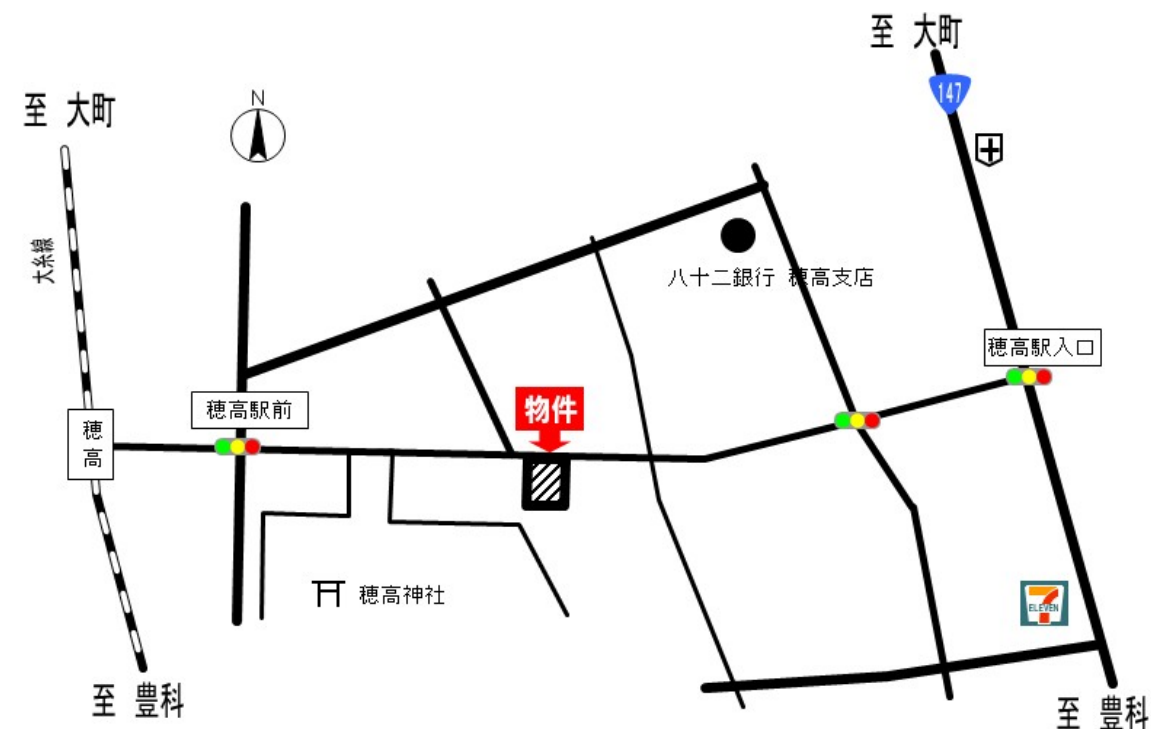 至 大町
147
N
至 大町
大糸線
八十二銀行 穂高支店
穂高駅入口
穂高駅前
物件
穂高
ELEVEN
穂高神社
至 豊科
至 豊科